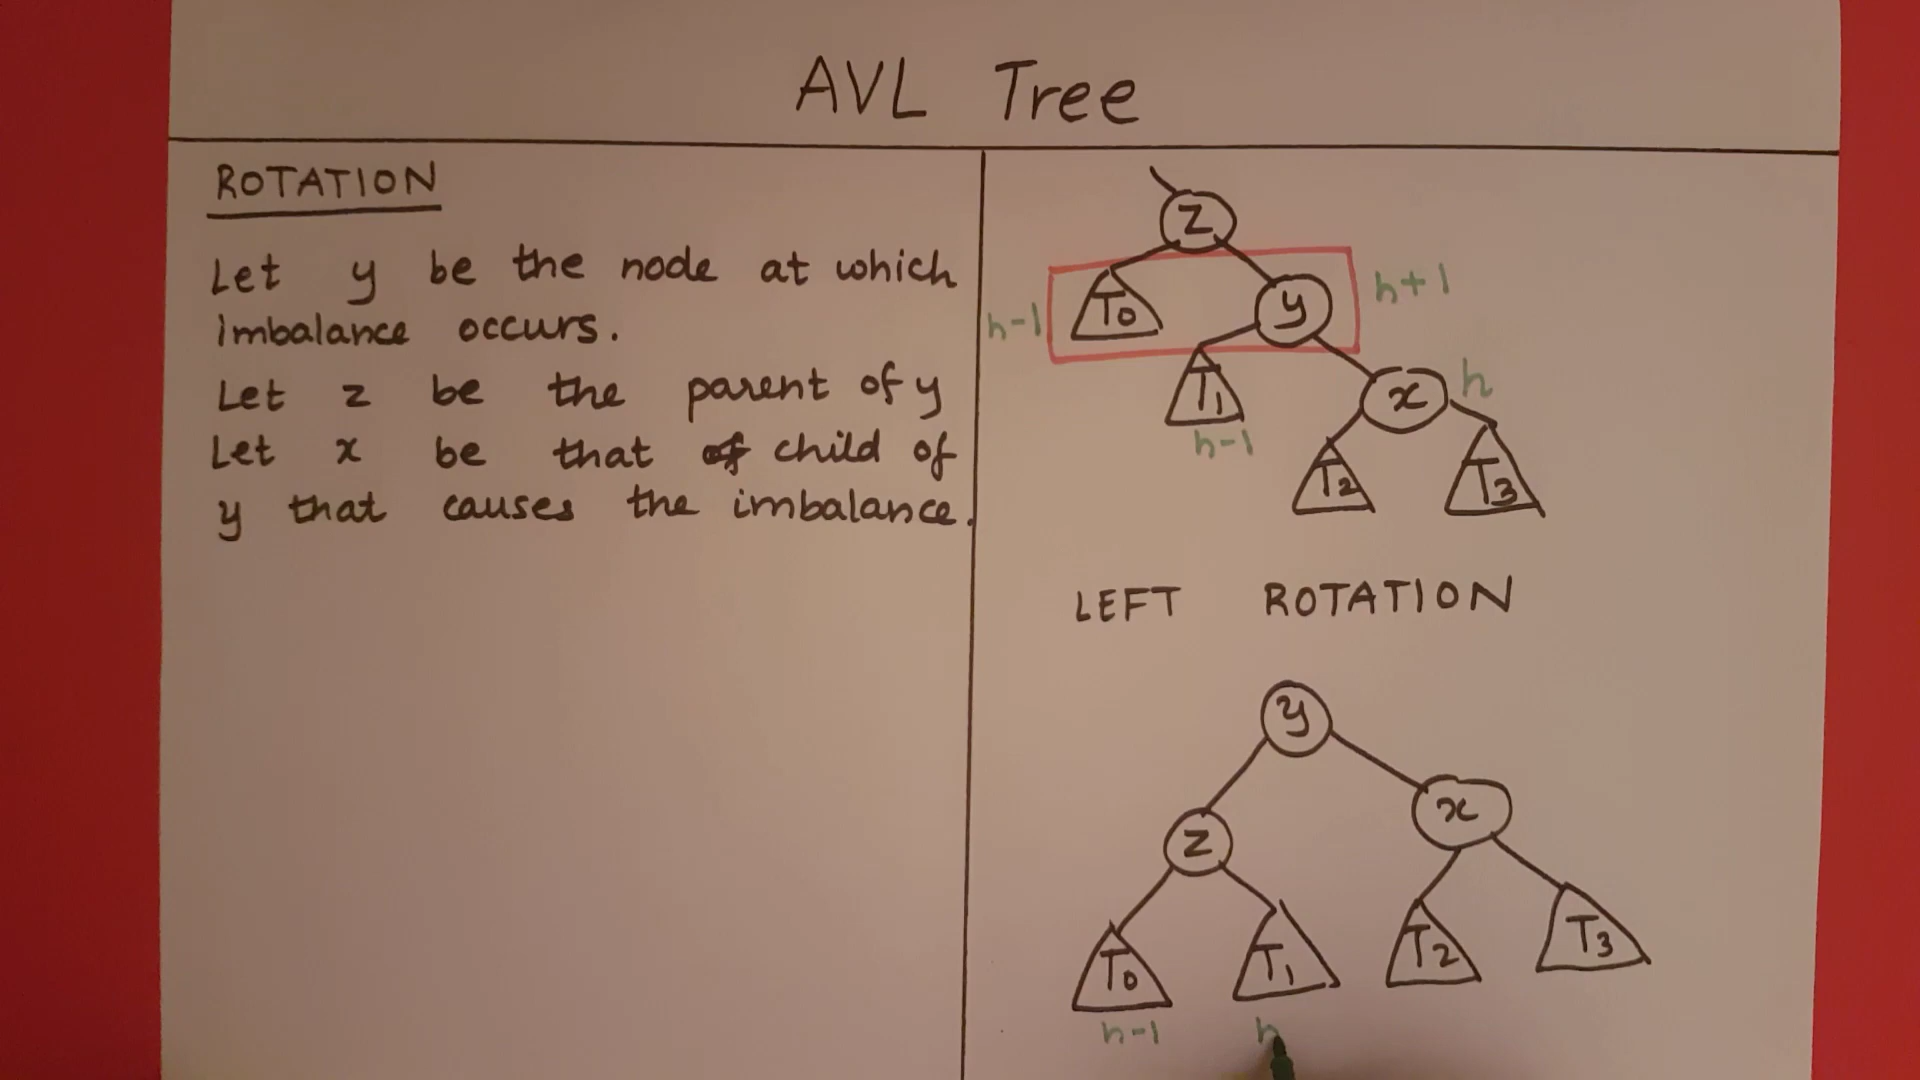 AVL Tree
ROTATION
Let y be the node at which
imbalance occurs.
Let z be the parent of y
Let x be that child of
y that causes the imbalance.
z
T0
y
h-1
h+1
T1
x
h
h-1
T2
T3
LEFT ROTATION
y
z
x
T0
T1
T2
T3
h-1
h